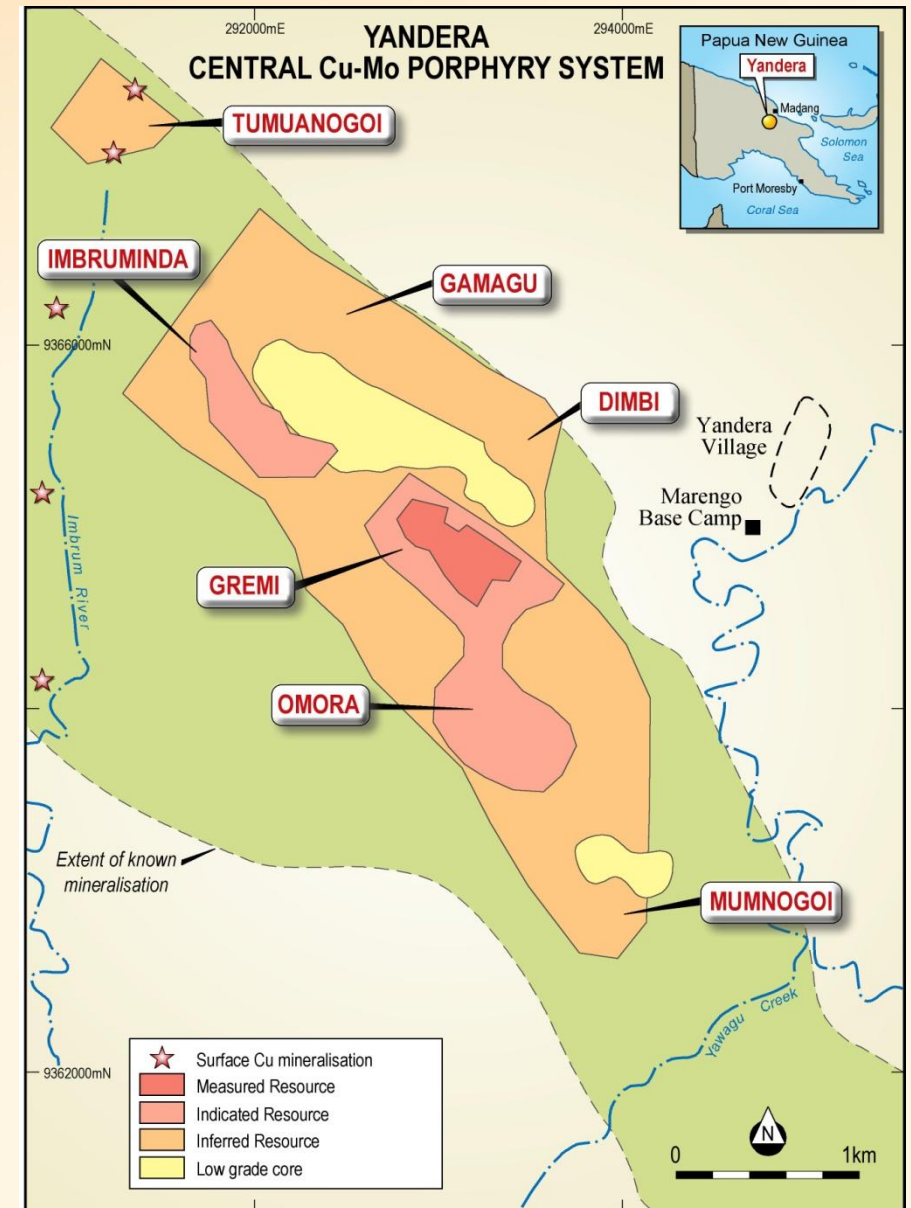 292000mE
294000mE
YANDERA
CENTRAL Cu-Mo PORPHYRY SYSTEM
Papua New Guinea
Yandera
Madang
Solomon
Sea
Port Moresby
Coral Sea
TUMUANOGOI
IMBRUMINDA
GAMAGU
9366000mN
DIMBI
Yandera
Village
Marengo
Base Camp
Imbrum River
GREMI
OMORA
Extent of known
mineralisation
MUMNOGOI
Yawagu Creek
9362000mN
Surface Cu mineralisation
Measured Resource
Indicated Resource
Inferred Resource
Low grade core
N
0 1km